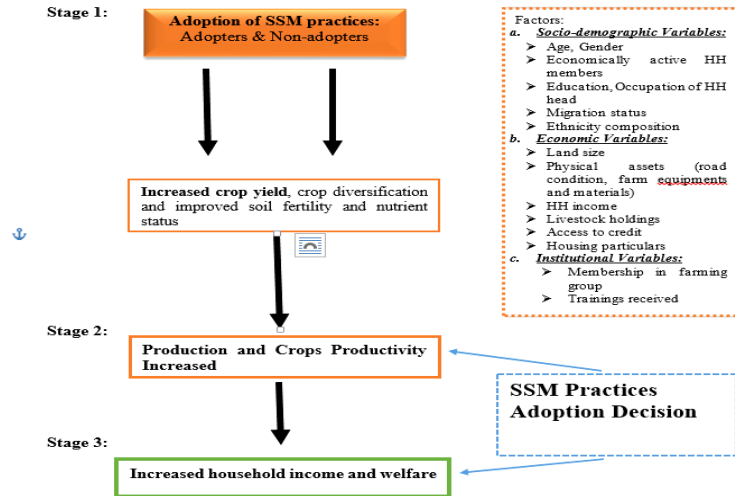 Stage 1:
Adoption of SSM practices:
Adopters & Non-adopters
Increased crop yield, crop diversification
and improved soil fertility and nutrient
status
Stage 2:
Production and Crops Productivity
Increased
Stage 3:
Increased household income and welfare
Factors:
a. Socio-demographic Variables:
➢ Age, Gender
➢ Economically active HH
members
➢ Education, Occupation of HH
head
➢ Migration status
➢ Ethnicity composition
b. Economic Variables:
➢ Land size
➢ Physical assets (road
condition, farm equipments
and materials)
➢ HH income
➢ Livestock holdings
➢ Access to credit
➢ Housing particulars
c. Institutional Variables:
➢ Membership in farming
group
➢ Trainings received
SSM Practices
Adoption Decision